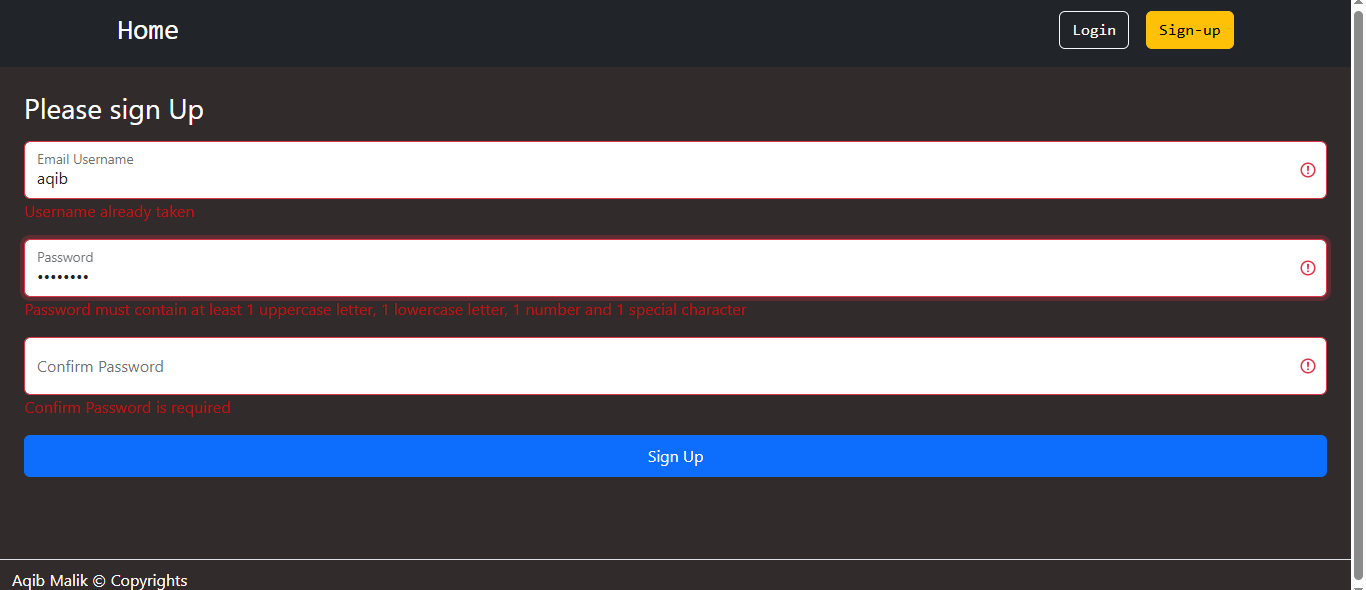 Home Login Sign-up
Please sign Up
Email Username
aqib
Username already taken
Password
••••••••
Password must contain at least 1 uppercase letter, 1 lowercase letter, 1 number and 1 special character
Confirm Password
Confirm Password is required
Sign Up
Aqib Malik © Copyrights